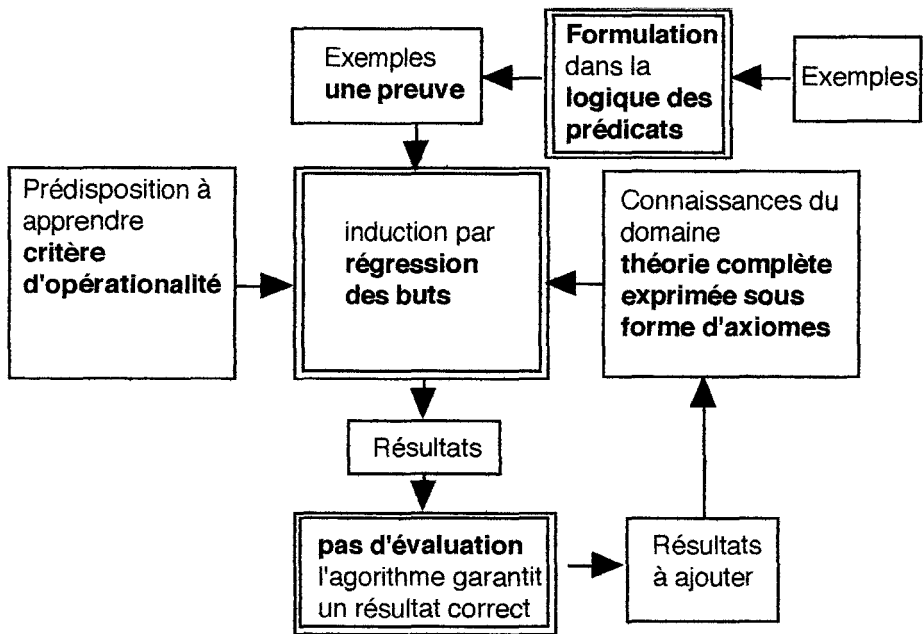 Exemples
une preuve
Formulation
dans la
logique des
prédicats
Exemples
Prédisposition à
apprendre
critère
d'opérationalité
induction par
régression
des buts
Connaissances du
domaine
théorie complète
exprimée sous
forme d'axiomes
Résultats
pas d'évaluation
l'agorithme garantit
un résultat correct
Résultats
à ajouter